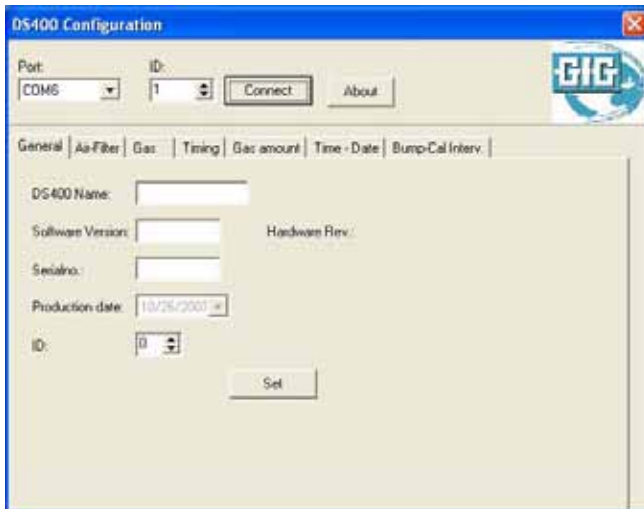 DS400 Configuration
Port: ID:
COM6 1 Connect About
GfG
General Air-Filter Gas Timing Gas amount Time - Date Bump-Cal Interv.
DS400 Name:
Software Version: Hardware Rev.:
Serialno.:
Production date: 10/26/2007
ID: 0
Set